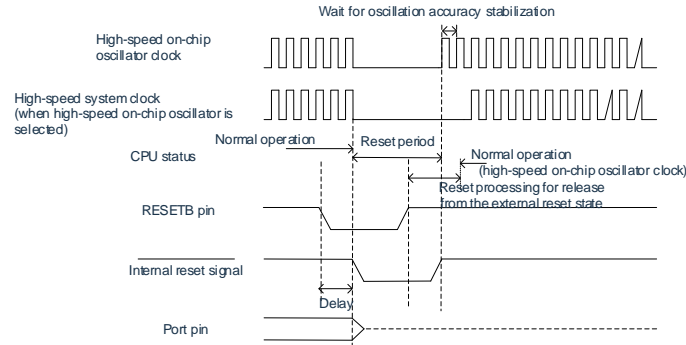 Wait for oscillation accuracy stabilization
High-speed on-chip
oscillator clock
High-speed system clock
(when high-speed on-chip oscillator is
selected)
Normal operation
Reset period
CPU status
Normal operation
(high-speed on-chip oscillator clock)
Reset processing for release
from the external reset state
RESETB pin
Internal reset signal
Delay
Port pin